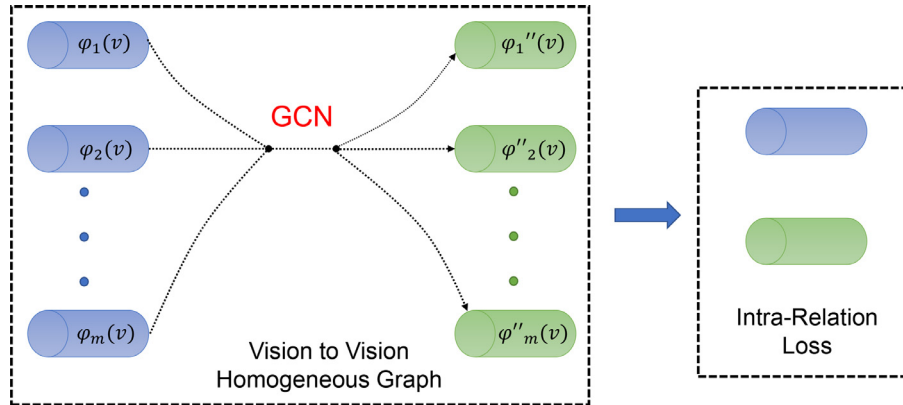 φ₁(v)
φ₁''(v)
GCN
φ₂(v)
φ''₂(v)
φₘ(v)
φ''ₘ(v)
Vision to Vision
Homogeneous Graph
Intra-Relation
Loss